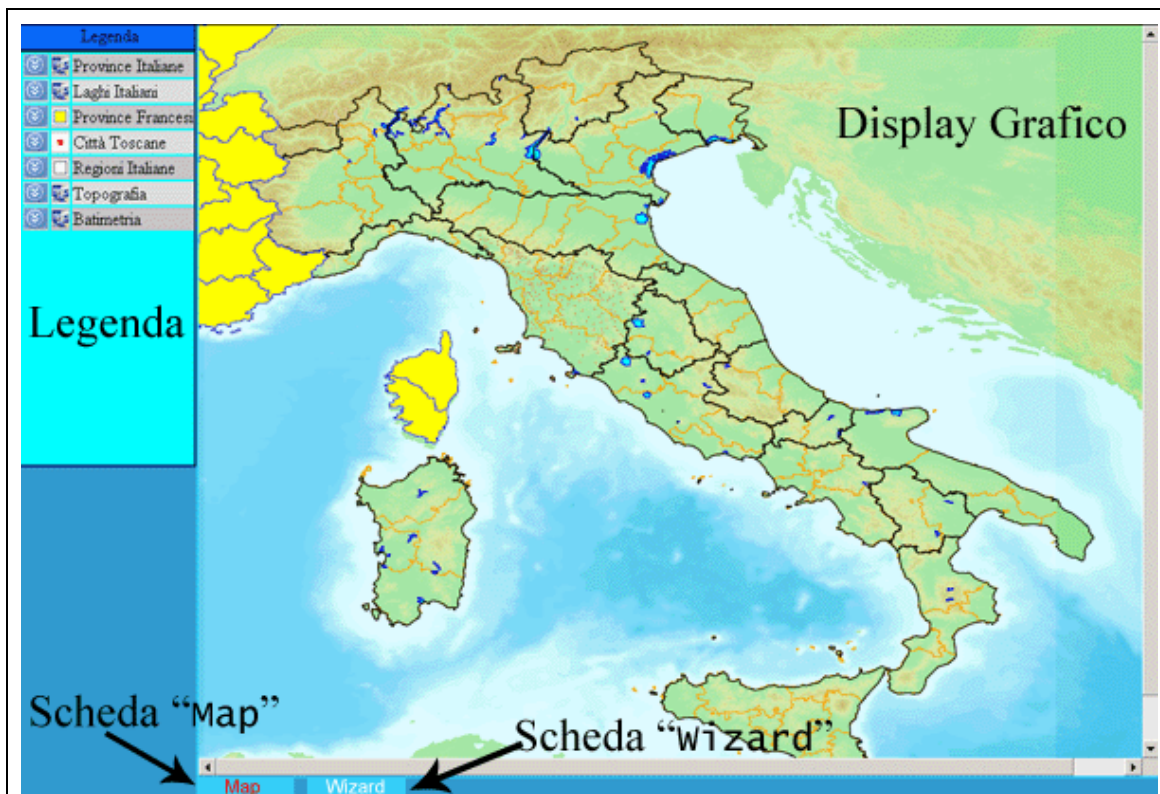 Legenda
Province Italiane
Laghi Italiani
Province Francesi
Città Toscane
Regioni Italiane
Topografia
Batimetria
Display Grafico
Legenda
Scheda “Map”
Scheda “Wizard”
Map
Wizard